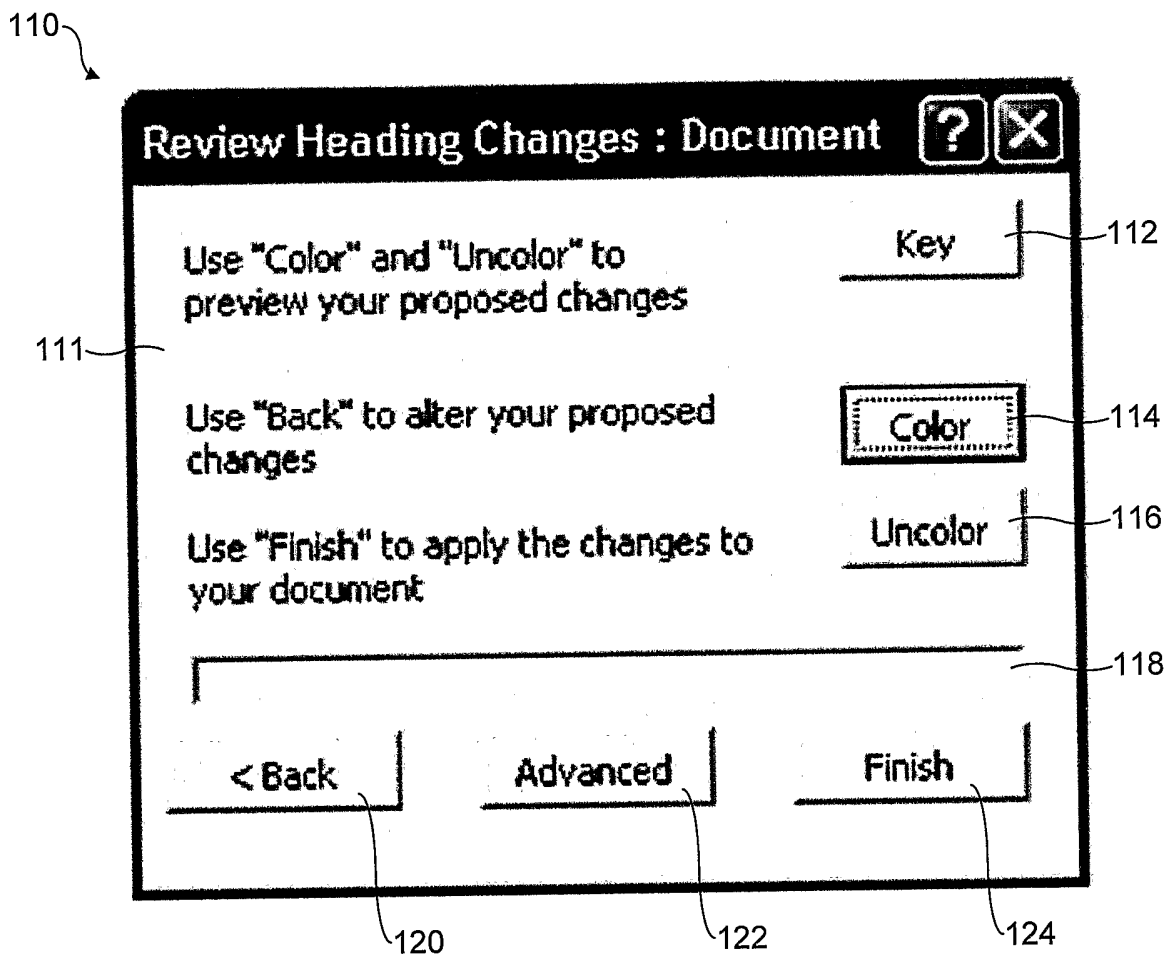 110
Review Heading Changes : Document ? X
Use "Color" and "Uncolor" to
preview your proposed changes
Key
112
111
Use "Back" to alter your proposed
changes
Color
114
Use "Finish" to apply the changes to
your document
Uncolor
116
118
< Back
Advanced
Finish
120
122
124